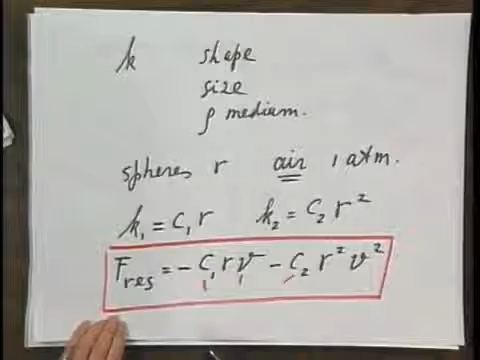 k shape
size
ρ medium.
spheres r air 1 atm.
k₁ = C₁ r k₂ = C₂ r²
F_res = - C₁ r v - C₂ r² v²